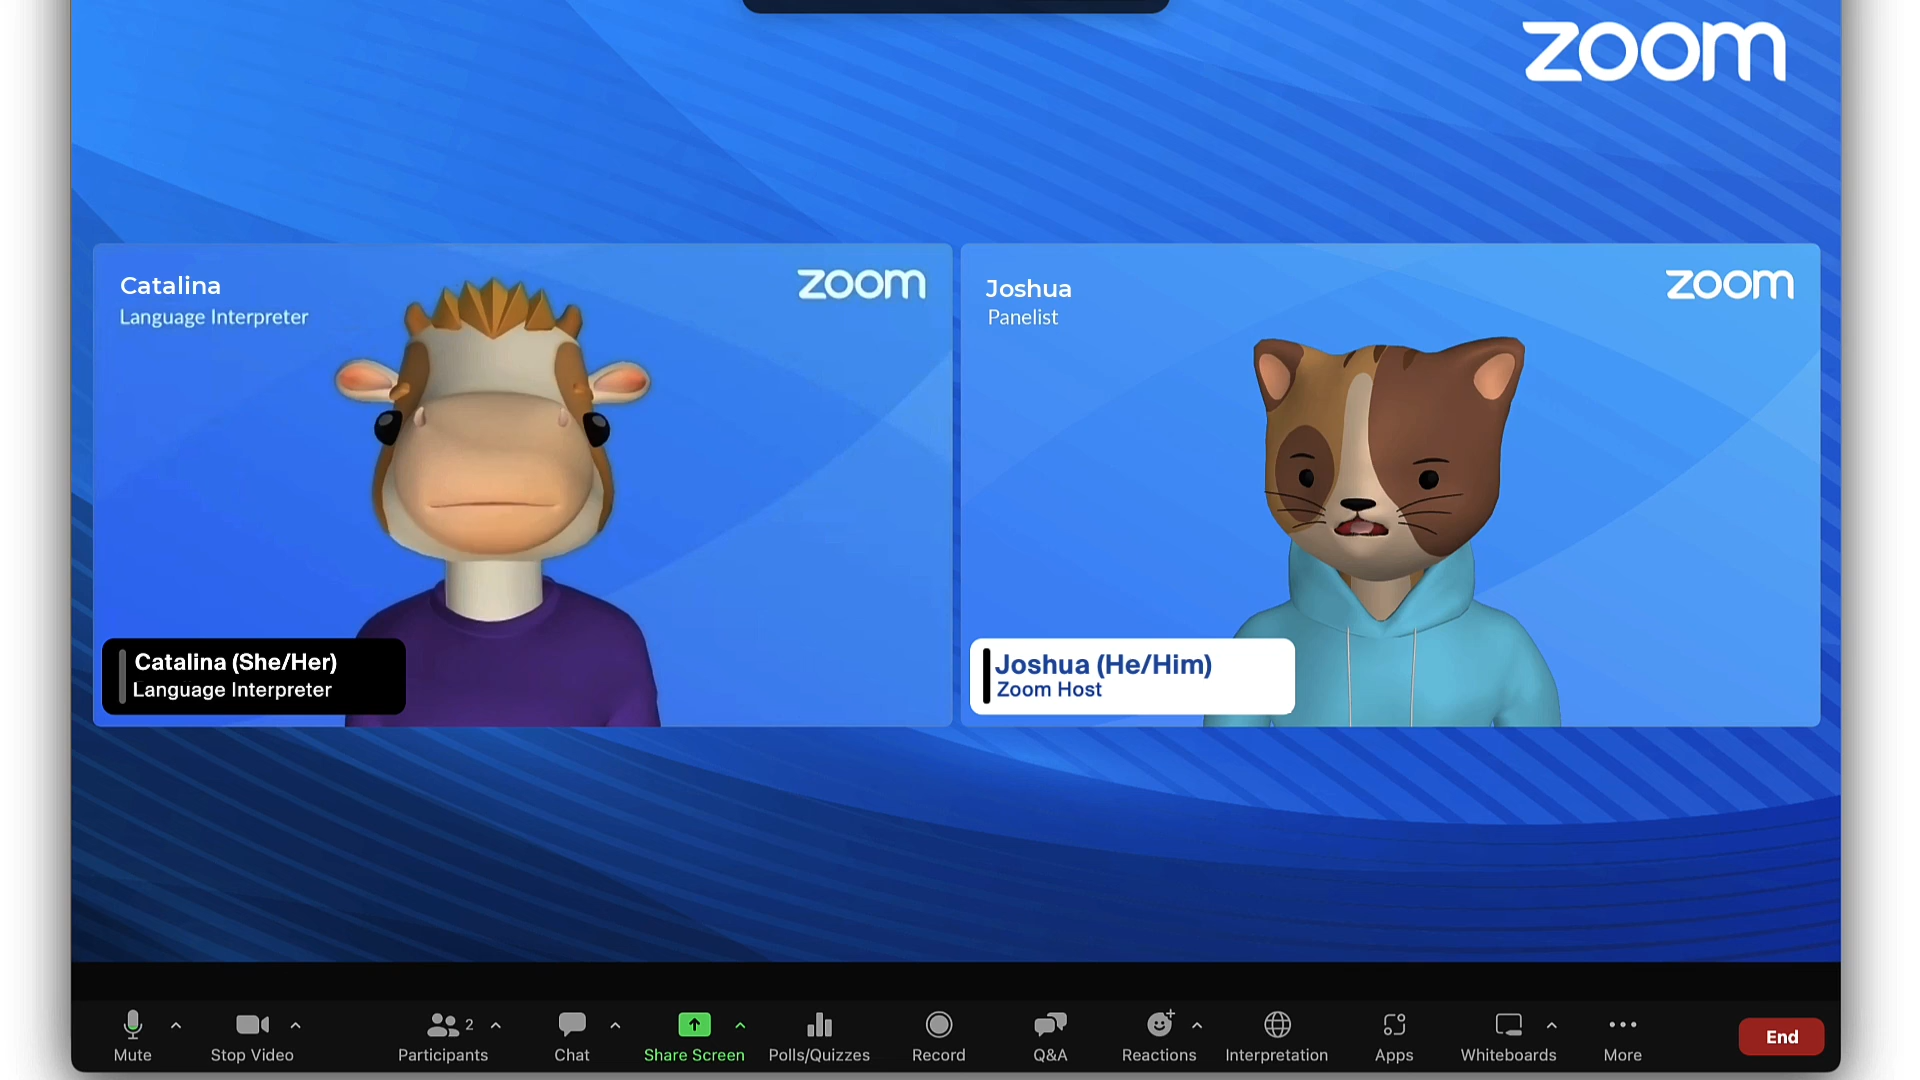 zoom
Catalina
Language Interpreter
zoom
Catalina (She/Her)
Language Interpreter
Joshua
Panelist
zoom
Joshua (He/Him)
Zoom Host
Mute
Stop Video
2
Participants
Chat
Share Screen
Polls/Quizzes
Record
Q&A
Reactions
Interpretation
Apps
Whiteboards
More
End